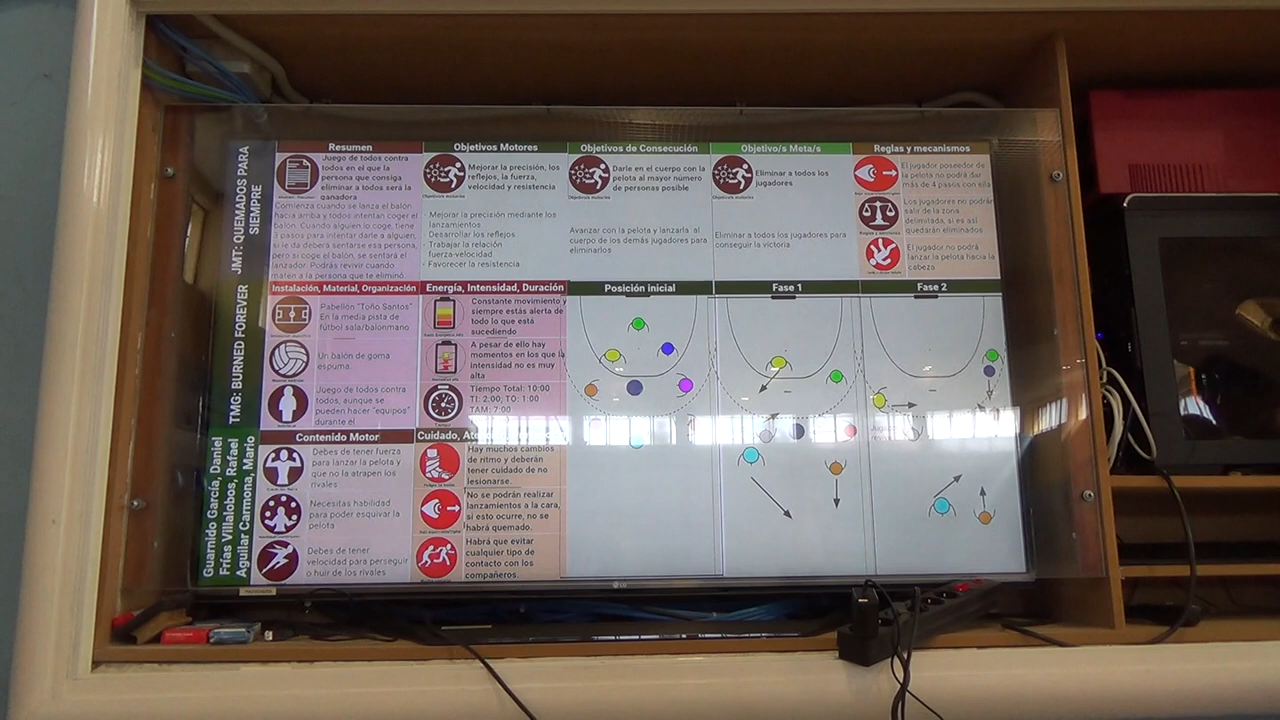 JMT: QUEMADOS PARA
SIEMPRE
TMG: BURNED FOREVER
Guarnido García, Daniel
Frías Villalobos, Rafael
Aguilar Carmona, Mario
Resumen
Juego de todos contra
todos en el que la
persona que consiga
eliminar a todos será la
ganadora
Comienza cuando se lanza el balón
hacia arriba y todos intentan coger el
balón. Cuando alguien lo coge, tiene
4 pasos para intentar darle a alguien,
si le da deberá sentarse esa persona,
pero si coge el balón, se sentará el
lanzador. Podrás revivir cuando
maten a la persona que te eliminó.
Objetivos Motores
Mejorar la precisión, los
reflejos, la fuerza,
velocidad y resistencia
Objetivos motores
- Mejorar la precisión mediante los
lanzamientos
- Desarrollar los reflejos.
- Trabajar la relación
fuerza-velocidad
- Favorecer la resistencia
Objetivos de Consecución
Darle en el cuerpo con la
pelota al mayor número
de personas posible
Objetivos motores
Avanzar con la pelota y lanzarla al
cuerpo de los demás jugadores para
eliminarlos
Objetivo/s Meta/s
Eliminar a todos los
jugadores
Objetivos motores
Eliminar a todos los jugadores para
conseguir la victoria
Reglas y mecanismos
El jugador poseedor de
la pelota no podrá dar
más de 4 pasos con ella
Los jugadores no podrán
salir de la zona
delimitada, si es así
quedarán eliminados
El jugador no podrá
lanzar la pelota hacia la
cabeza
Instalación, Material, Organización
Pabellón "Toño Santos"
En la media pista de
fútbol sala/balonmano
Un balón de goma
espuma.
Juego de todos contra
todos, aunque se
pueden hacer "equipos"
durante él
Energía, Intensidad, Duración
Constante movimiento y
siempre estás alerta de
todo lo que está
sucediendo
A pesar de ello hay
momentos en los que la
intensidad no es muy
alta
Tiempo Total: 10:00
TI: 2:00, TO: 1:00
TAM: 7:00
Posición inicial
Fase 1
Fase 2
Contenido Motor
Debes de tener fuerza
para lanzar la pelota y
que no la atrapen los
rivales
Necesitas habilidad
para poder esquivar la
pelota
Debes de tener
velocidad para perseguir
o huir de los rivales
Cuidado,
Hay muchos cambios
de ritmo y deberán
tener cuidado de no
lesionarse.
No se podrán realizar
lanzamientos a la cara,
si esto ocurre, no se
habrá quemado.
Habrá que evitar
cualquier tipo de
contacto con los
compañeros.
LG